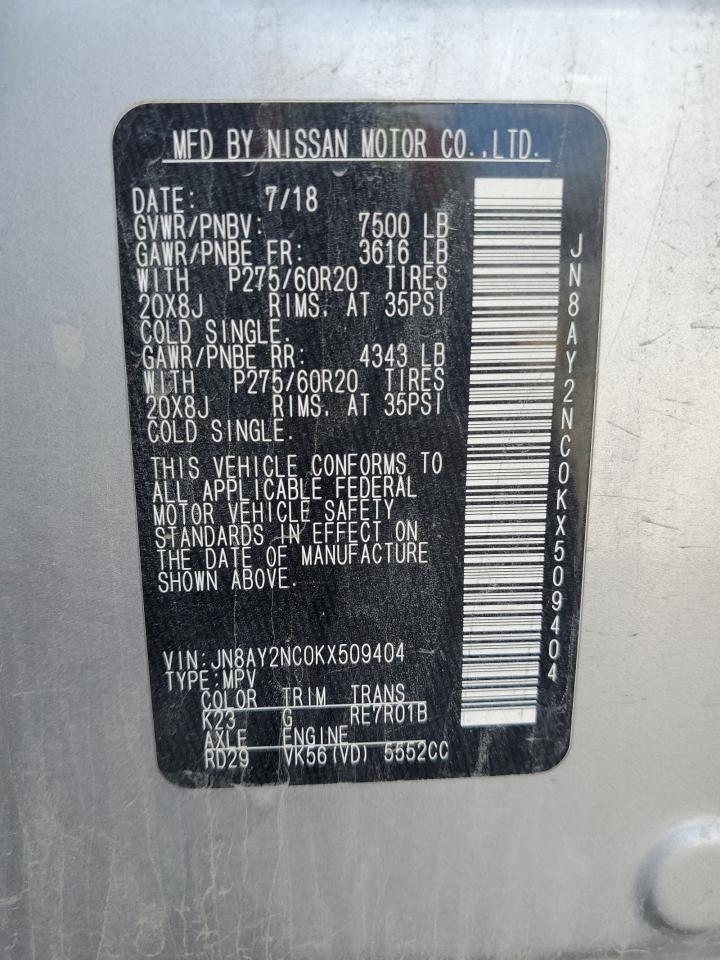 MFD BY NISSAN MOTOR CO.,LTD.
DATE: 7/18
GVWR/PNBV: 7500 LB
GAWR/PNBE FR: 3616 LB
WITH P275/60R20 TIRES
20X8J RIMS, AT 35PSI
COLD SINGLE.
GAWR/PNBE RR: 4343 LB
WITH P275/60R20 TIRES
20X8J RIMS, AT 35PSI
COLD SINGLE.
THIS VEHICLE CONFORMS TO
ALL APPLICABLE FEDERAL
MOTOR VEHICLE SAFETY
STANDARDS IN EFFECT ON
THE DATE OF MANUFACTURE
SHOWN ABOVE.
VIN:JN8AY2NC0KX509404
TYPE:MPV
COLOR TRIM TRANS
K23 G RE7R01B
AXLE ENGINE
RD29 VK56(VD) 5552CC
JN8AY2NC0KX509404